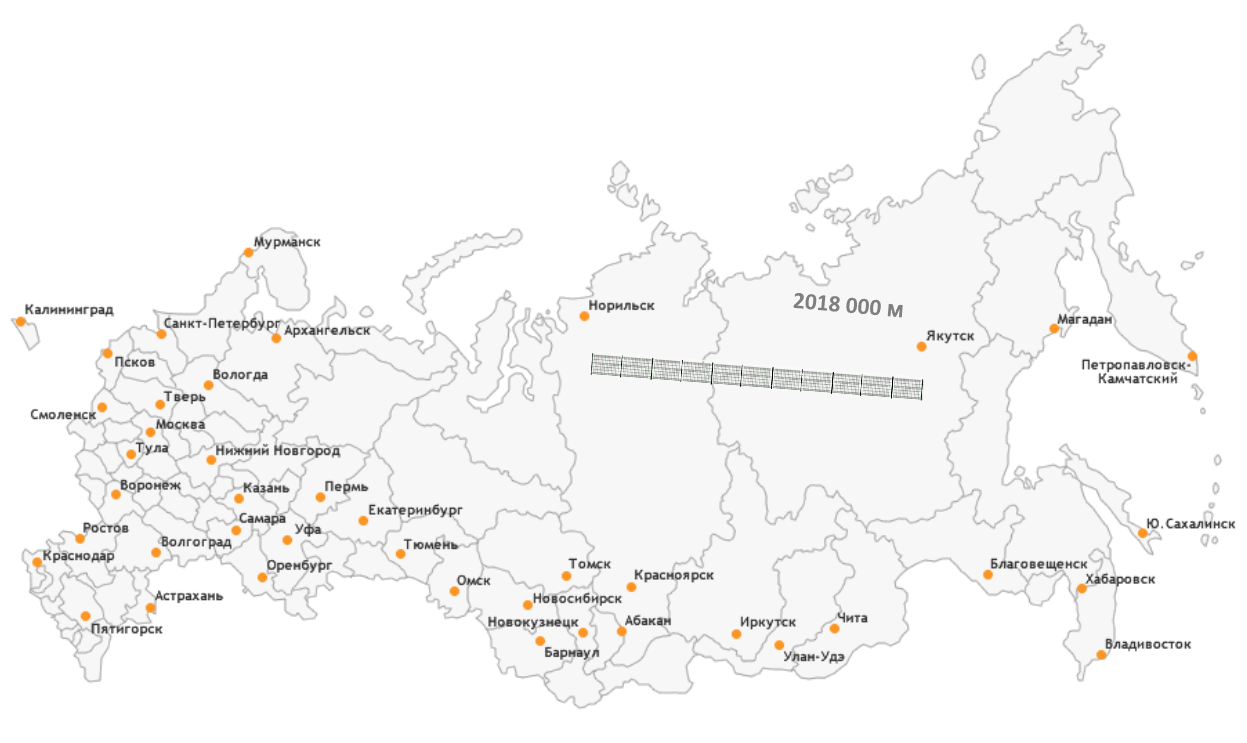 Мурманск
Калининград
Санкт-Петербург
Архангельск
Псков
Вологда
Тверь
Смоленск
Москва
Тула
Нижний Новгород
Воронеж
Казань
Пермь
Екатеринбург
Ростов
Самара
Уфа
Волгоград
Краснодар
Оренбург
Тюмень
Астрахань
Пятигорск
Омск
Томск
Красноярск
Новосибирск
Новокузнецк
Абакан
Барнаул
Иркутск
Чита
Улан-Удэ
Норильск
2018 000 м
Якутск
Магадан
Петропавловск-
Камчатский
Ю.Сахалинск
Благовещенск
Хабаровск
Владивосток